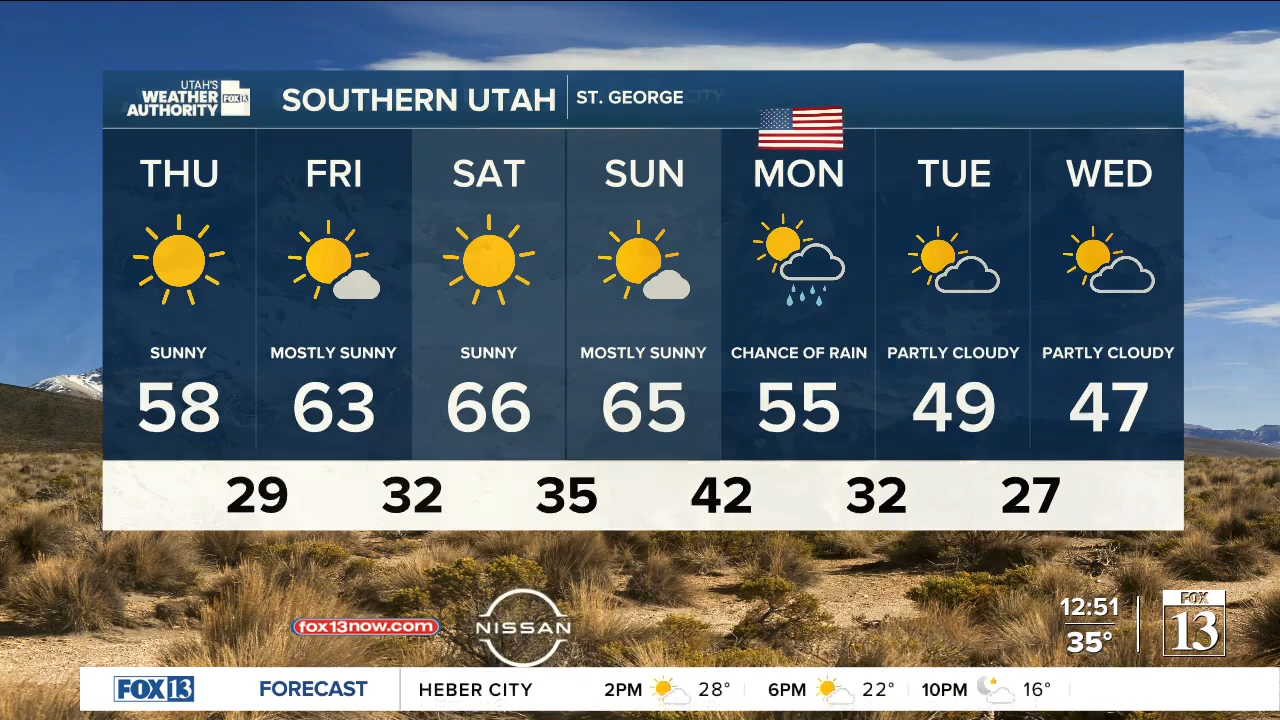 UTAH'S
WEATHER
AUTHORITY
FOX 13
SOUTHERN UTAH
ST. GEORGE
THU FRI SAT SUN MON TUE WED
SUNNY MOSTLY SUNNY SUNNY MOSTLY SUNNY CHANCE OF RAIN PARTLY CLOUDY PARTLY CLOUDY
58 63 66 65 55 49 47
29 32 35 42 32 27
fox13now.com
NISSAN
12:51
35°
FOX
13
FOX 13 FORECAST HEBER CITY 2PM 28° 6PM 22° 10PM 16°